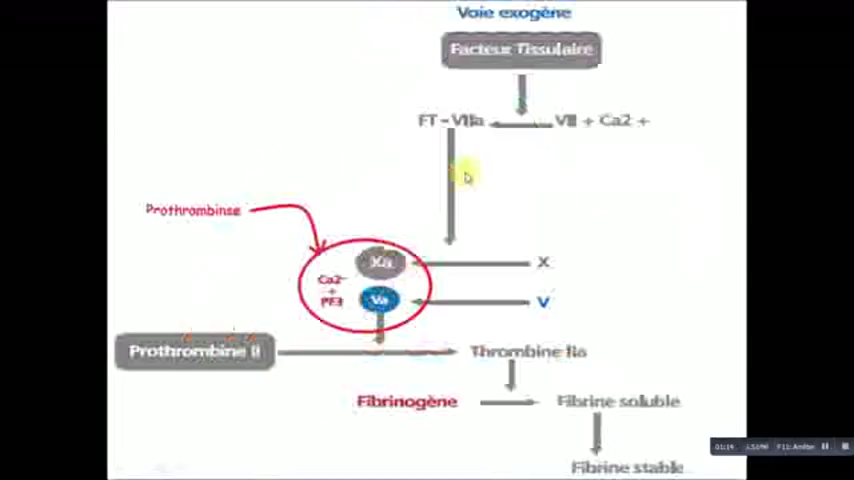 Voie exogène
Facteur Tissulaire
FT - VIIa
VII + Ca2 +
Prothrombinse
Xa
X
Ca2-
+
PF3
Va
V
Prothrombine II
Thrombine IIa
Fibrinogène
Fibrine soluble
Fibrine stable